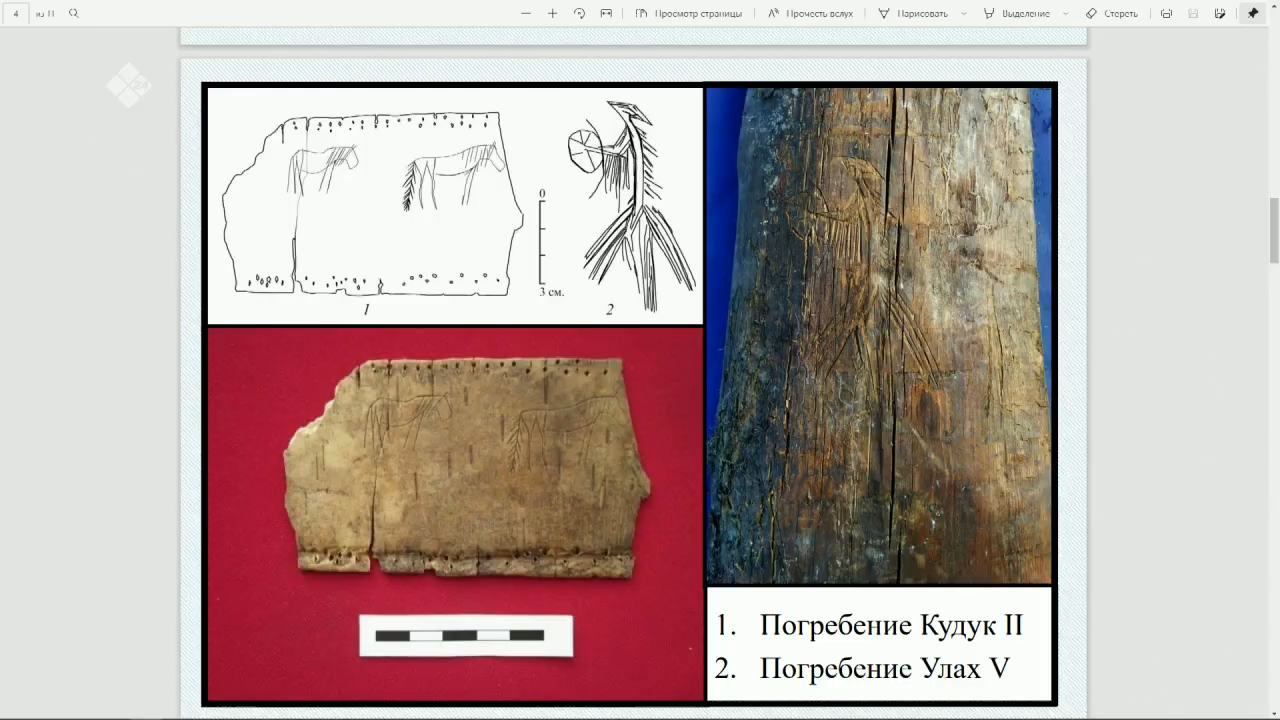 4 из 11 Просмотр страницы Прочесть вслух Нарисовать Выделение Стереть
0
3 см.
1 2
1. Погребение Кудук II
2. Погребение Улах V